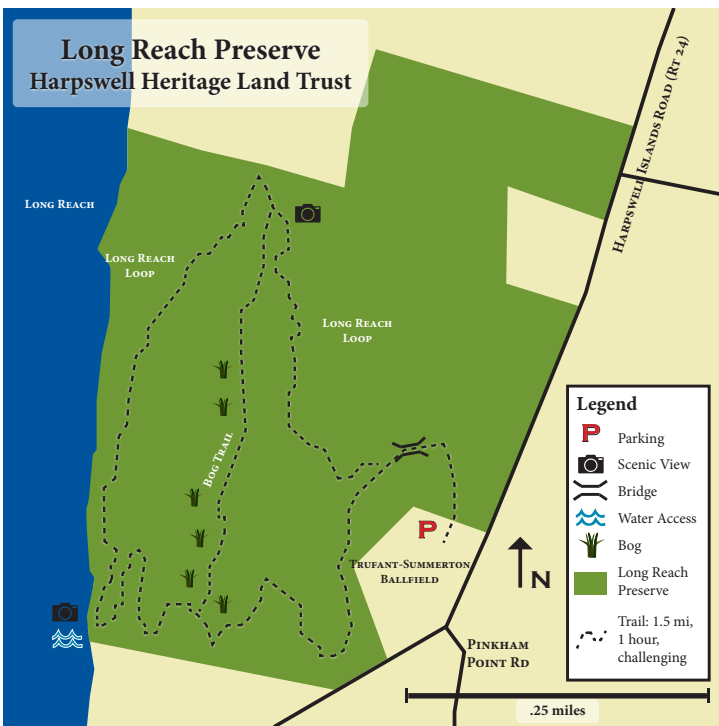 Long Reach Preserve
Harpswell Heritage Land Trust
Harpswell Islands Road (Rt 24)
Long Reach
Long Reach
Loop
Long Reach
Loop
Bog Trail
P
Trufant-Summerton
Ballfield
N
Pinkham
Point Rd
.25 miles
Legend
P Parking
Scenic View
Bridge
Water Access
Bog
Long Reach
Preserve
Trail: 1.5 mi,
1 hour,
challenging